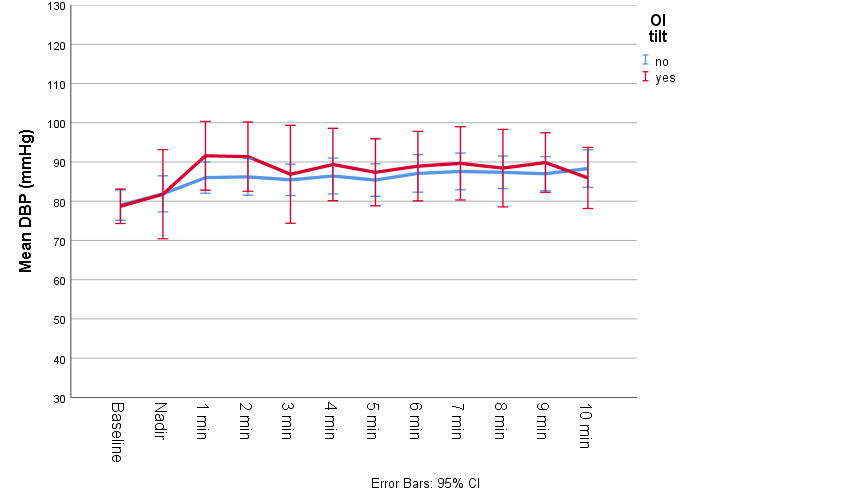 130
120
110
100
90
80
70
60
50
40
30
Mean DBP (mmHg)
Baseline
Nadir
1 min
2 min
3 min
4 min
5 min
6 min
7 min
8 min
9 min
10 min
Error Bars: 95% CI
OI
tilt
no
yes